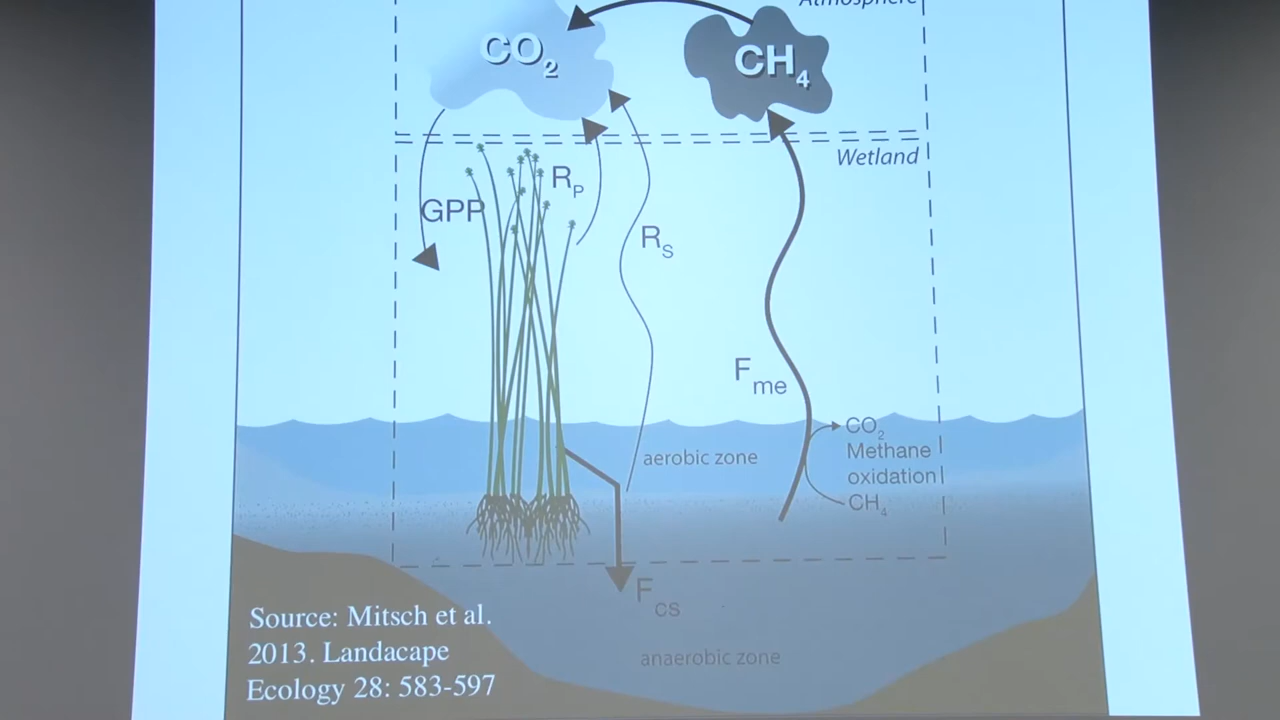 Atmosphere
CO2
CH4
Wetland
RP
GPP
RS
Fme
CO2
Methane
oxidation
CH4
aerobic zone
Fcs
anaerobic zone
Source: Mitsch et al.
2013. Landacape
Ecology 28: 583-597